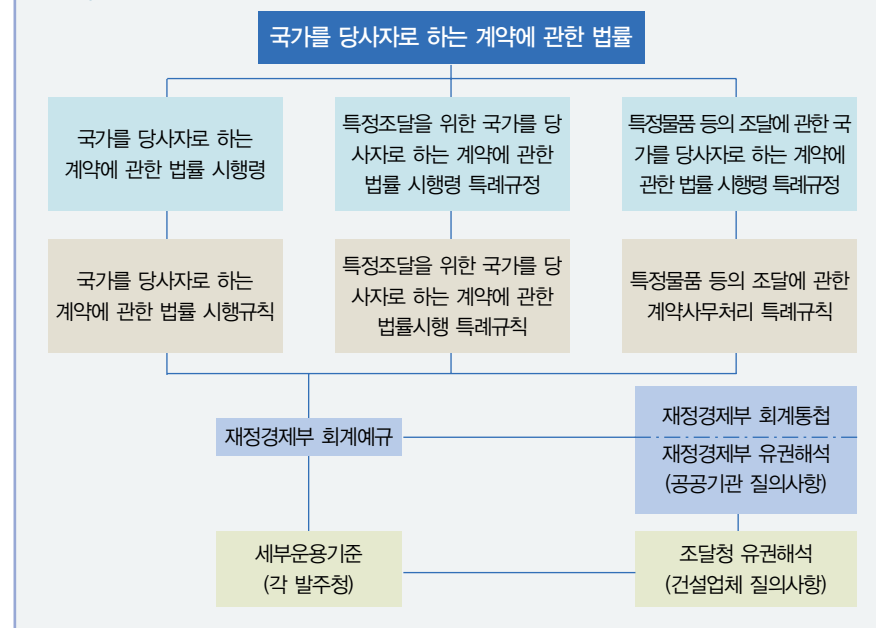 국가를 당사자로 하는 계약에 관한 법률
국가를 당사자로 하는
계약에 관한 법률 시행령
특정조달을 위한 국가를 당
사자로 하는 계약에 관한
법률 시행령 특례규정
특정물품 등의 조달에 관한 국
가를 당사자로 하는 계약에
관한 법률 시행령 특례규정
국가를 당사자로 하는
계약에 관한 법률 시행규칙
특정조달을 위한 국가를 당
사자로 하는 계약에 관한
법률시행 특례규칙
특정물품 등의 조달에 관한
계약사무처리 특례규칙
재정경제부 회계예규
재정경제부 회계통첩
재정경제부 유권해석
(공공기관 질의사항)
세부운용기준
(각 발주청)
조달청 유권해석
(건설업체 질의사항)